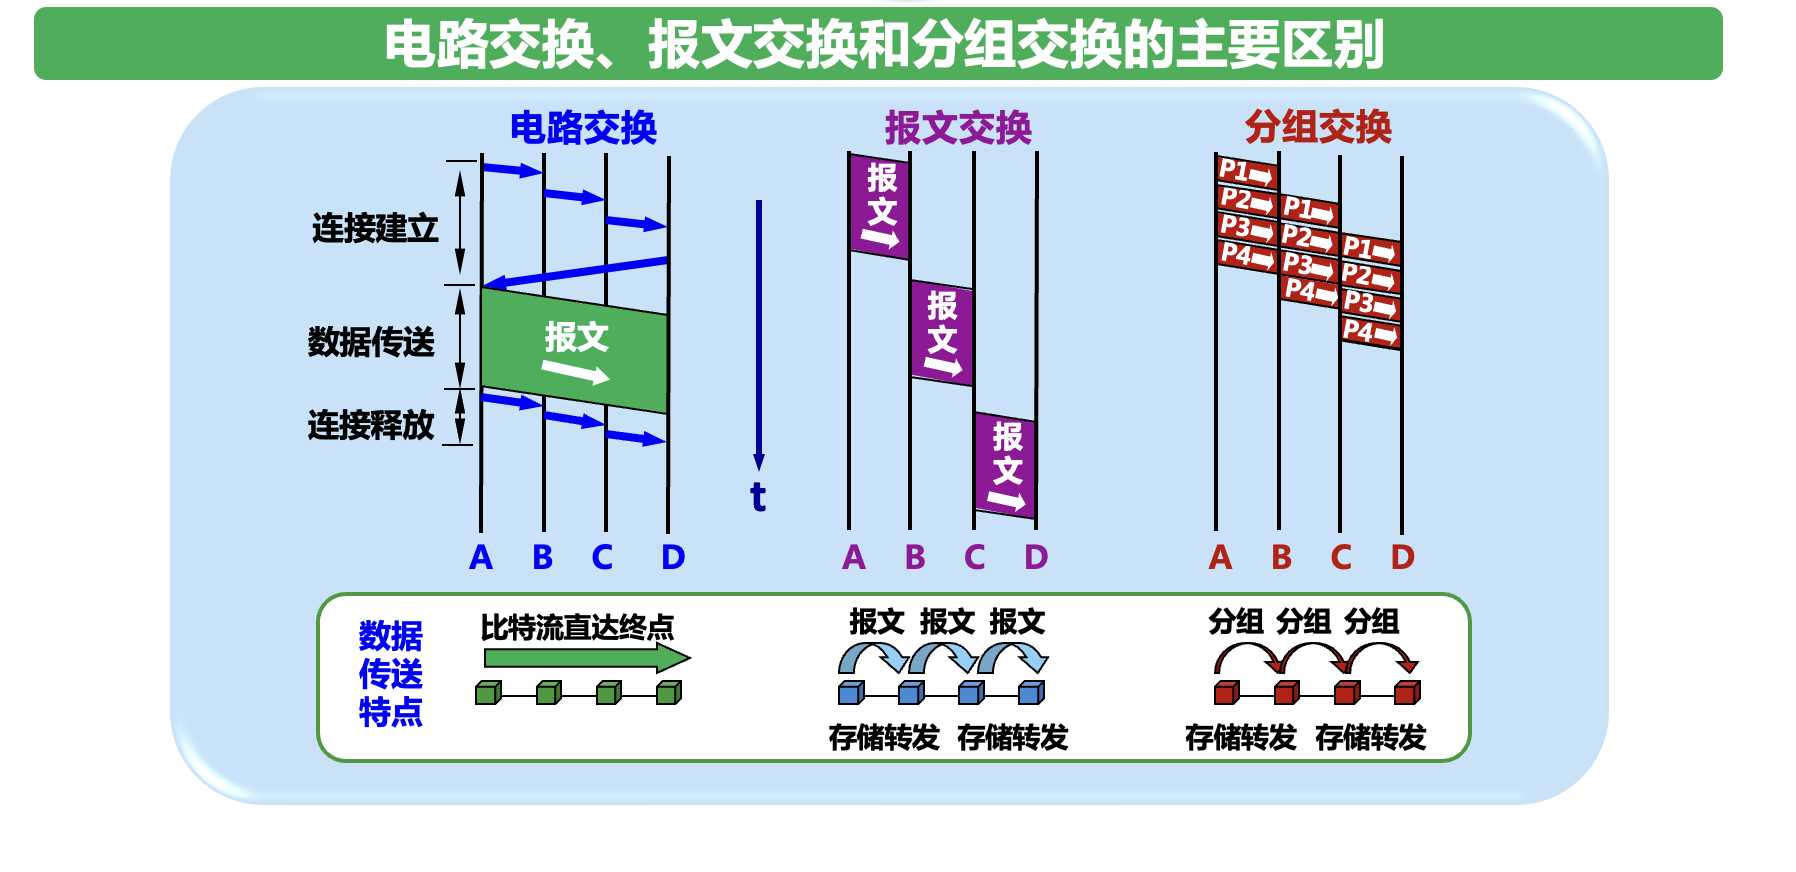 电路交换、报文交换和分组交换的主要区别
电路交换
连接建立
数据传送
连接释放
报文
A B C D
t
报文交换
报文
报文
报文
A B C D
分组交换
P1
P2 P1
P3 P2 P1
P4 P3 P2
P4 P3
P4
A B C D
数据
传送
特点
比特流直达终点
报文 报文 报文
存储转发 存储转发
分组 分组 分组
存储转发 存储转发